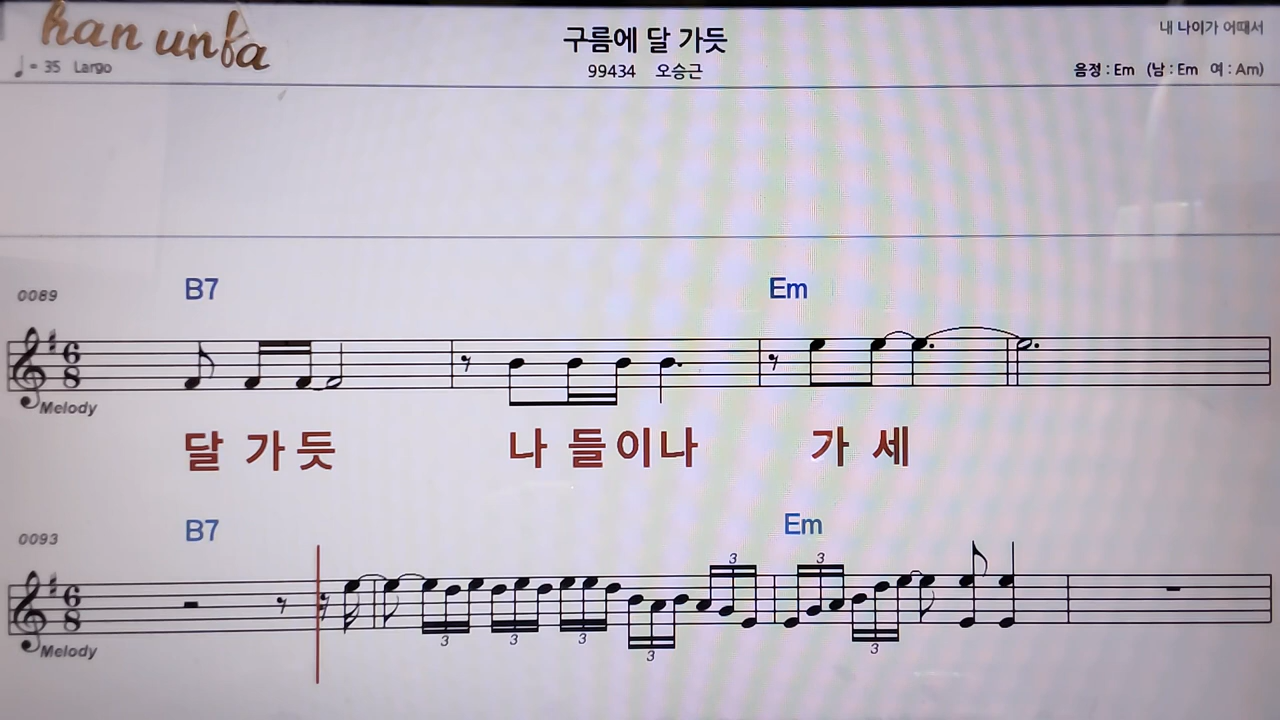 han unba
구름에 달 가듯
내 나이가 어때서
♩= 35 Largo
99434 오승근
음정 : Em (남 : Em 여 : Am)
0089 B7 Em
6 8
Melody
달 가 듯 나 들 이 나 가 세
0093 B7 Em
3 3
6 8
3 3 3 3 3
Melody